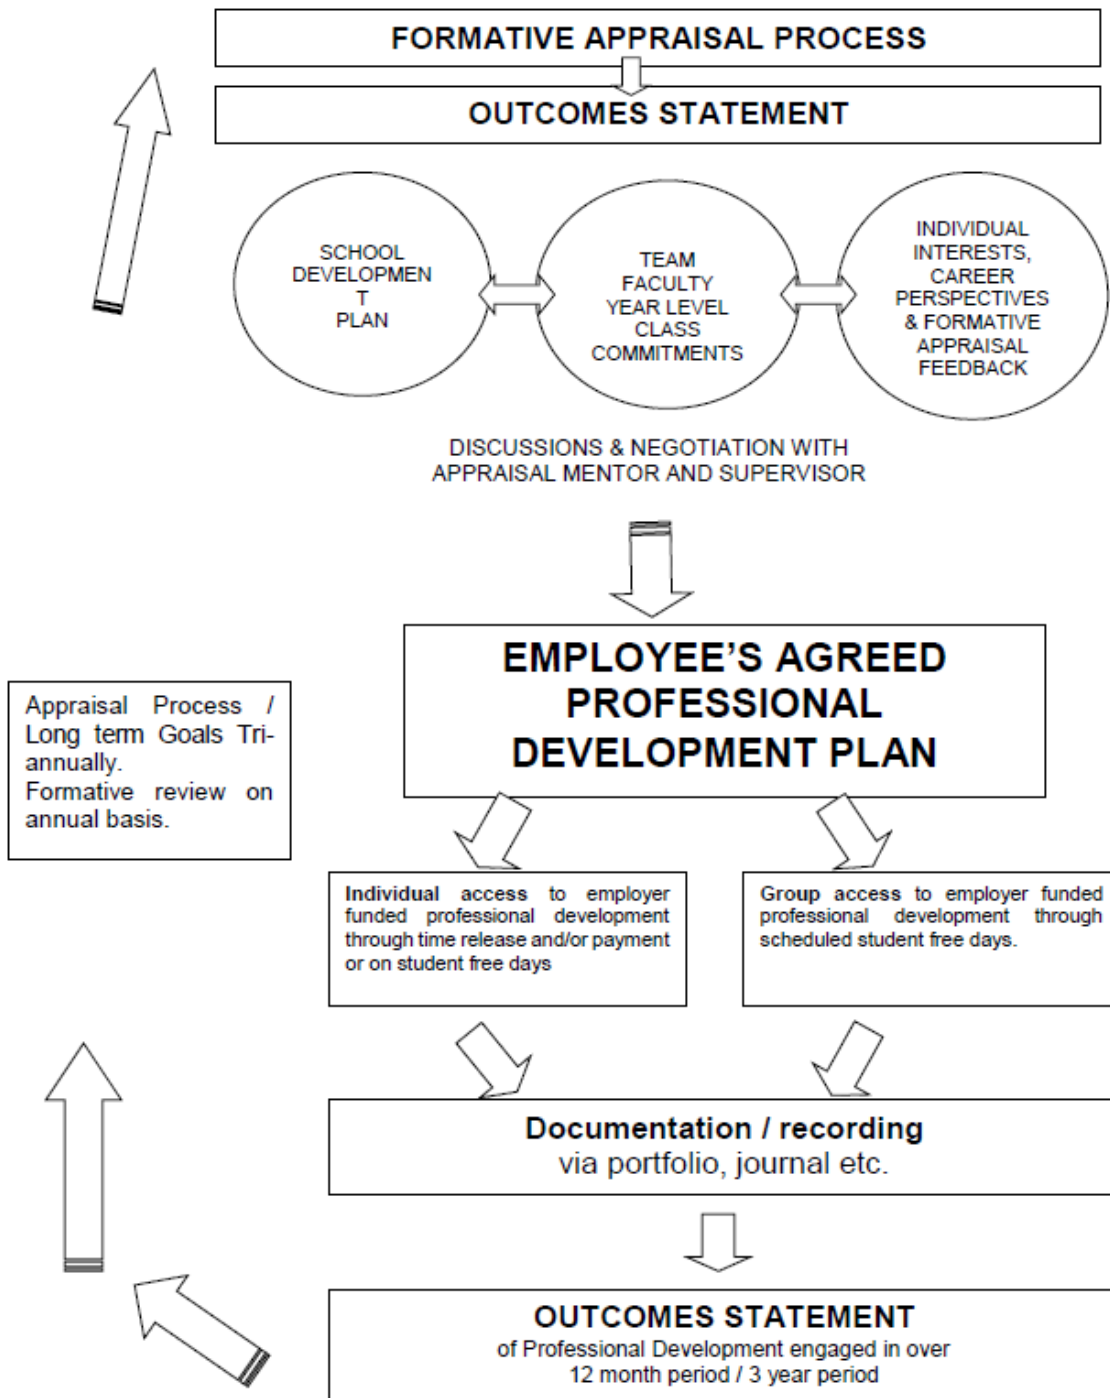 FORMATIVE APPRAISAL PROCESS
OUTCOMES STATEMENT
SCHOOL
DEVELOPMEN
T
PLAN
TEAM
FACULTY
YEAR LEVEL
CLASS
COMMITMENTS
INDIVIDUAL
INTERESTS,
CAREER
PERSPECTIVES
& FORMATIVE
APPRAISAL
FEEDBACK
DISCUSSIONS & NEGOTIATION WITH
APPRAISAL MENTOR AND SUPERVISOR
EMPLOYEE’S AGREED
PROFESSIONAL
DEVELOPMENT PLAN
Appraisal Process /
Long term Goals Tri-
annually.
Formative review on
annual basis.
Individual access to employer
funded professional development
through time release and/or payment
or on student free days
Group access to employer funded
professional development through
scheduled student free days.
Documentation / recording
via portfolio, journal etc.
OUTCOMES STATEMENT
of Professional Development engaged in over
12 month period / 3 year period